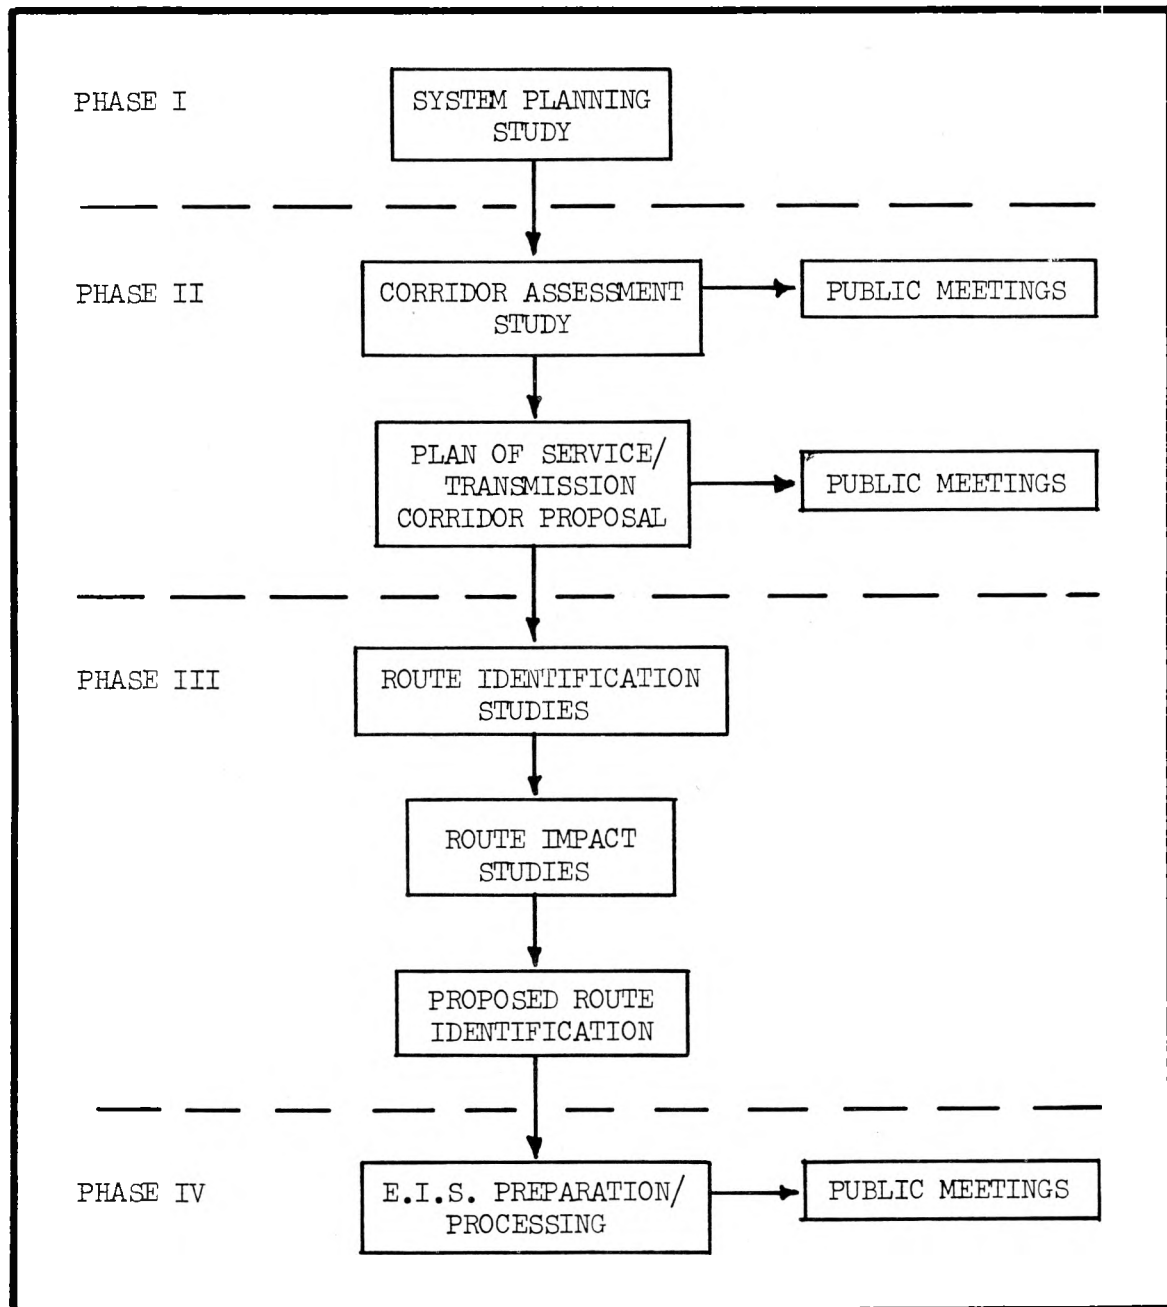 PHASE I
SYSTEM PLANNING
STUDY
PHASE II
CORRIDOR ASSESSMENT
STUDY
PUBLIC MEETINGS
PLAN OF SERVICE/
TRANSMISSION
CORRIDOR PROPOSAL
PUBLIC MEETINGS
PHASE III
ROUTE IDENTIFICATION
STUDIES
ROUTE IMPACT
STUDIES
PROPOSED ROUTE
IDENTIFICATION
PHASE IV
E.I.S. PREPARATION/
PROCESSING
PUBLIC MEETINGS